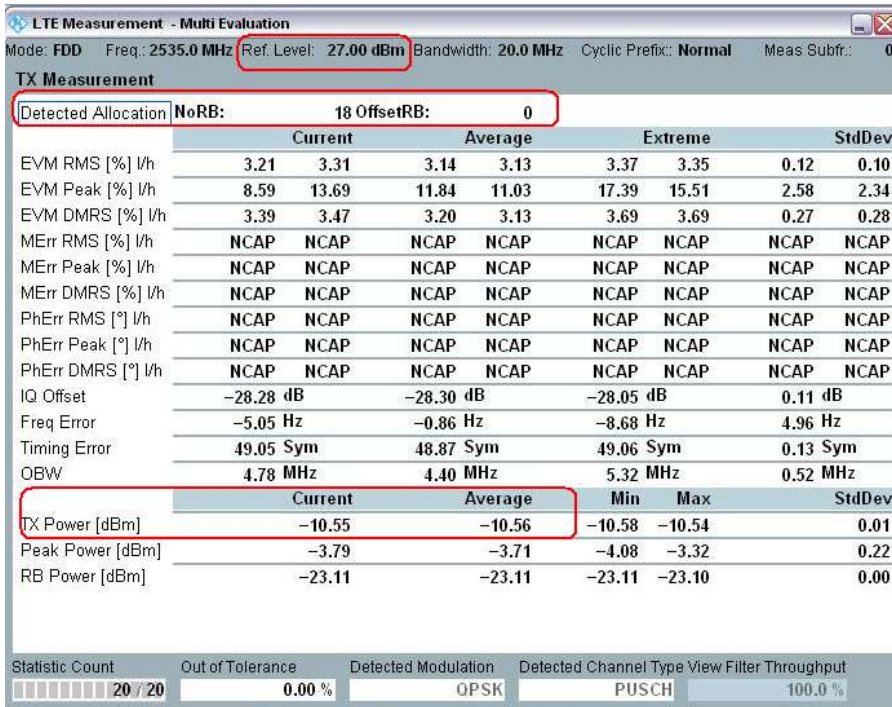 LTE Measurement - Multi Evaluation
Mode: FDD Freq.: 2535.0 MHz Ref. Level: 27.00 dBm Bandwidth: 20.0 MHz Cyclic Prefix:: Normal Meas Subfr.: 0
TX Measurement
Detected Allocation NoRB: 18 OffsetRB: 0
Current Average Extreme StdDev
EVM RMS [%] l/h 3.21 3.31 3.14 3.13 3.37 3.35 0.12 0.10
EVM Peak [%] l/h 8.59 13.69 11.84 11.03 17.39 15.51 2.58 2.34
EVM DMRS [%] l/h 3.39 3.47 3.20 3.13 3.69 3.69 0.27 0.28
MErr RMS [%] l/h NCAP NCAP NCAP NCAP NCAP NCAP NCAP NCAP
MErr Peak [%] l/h NCAP NCAP NCAP NCAP NCAP NCAP NCAP NCAP
MErr DMRS [%] l/h NCAP NCAP NCAP NCAP NCAP NCAP NCAP NCAP
PhErr RMS [°] l/h NCAP NCAP NCAP NCAP NCAP NCAP NCAP NCAP
PhErr Peak [°] l/h NCAP NCAP NCAP NCAP NCAP NCAP NCAP NCAP
PhErr DMRS [°] l/h NCAP NCAP NCAP NCAP NCAP NCAP NCAP NCAP
IQ Offset −28.28 dB −28.30 dB −28.05 dB 0.11 dB
Freq Error −5.05 Hz −0.86 Hz −8.68 Hz 4.96 Hz
Timing Error 49.05 Sym 48.87 Sym 49.06 Sym 0.13 Sym
OBW 4.78 MHz 4.40 MHz 5.32 MHz 0.52 MHz
Current Average Min Max StdDev
TX Power [dBm] −10.55 −10.56 −10.58 −10.54 0.01
Peak Power [dBm] −3.79 −3.71 −4.08 −3.32 0.22
RB Power [dBm] −23.11 −23.11 −23.11 −23.10 0.00
Statistic Count Out of Tolerance Detected Modulation Detected Channel Type View Filter Throughput
20 / 20 0.00 % QPSK PUSCH 100.0 %